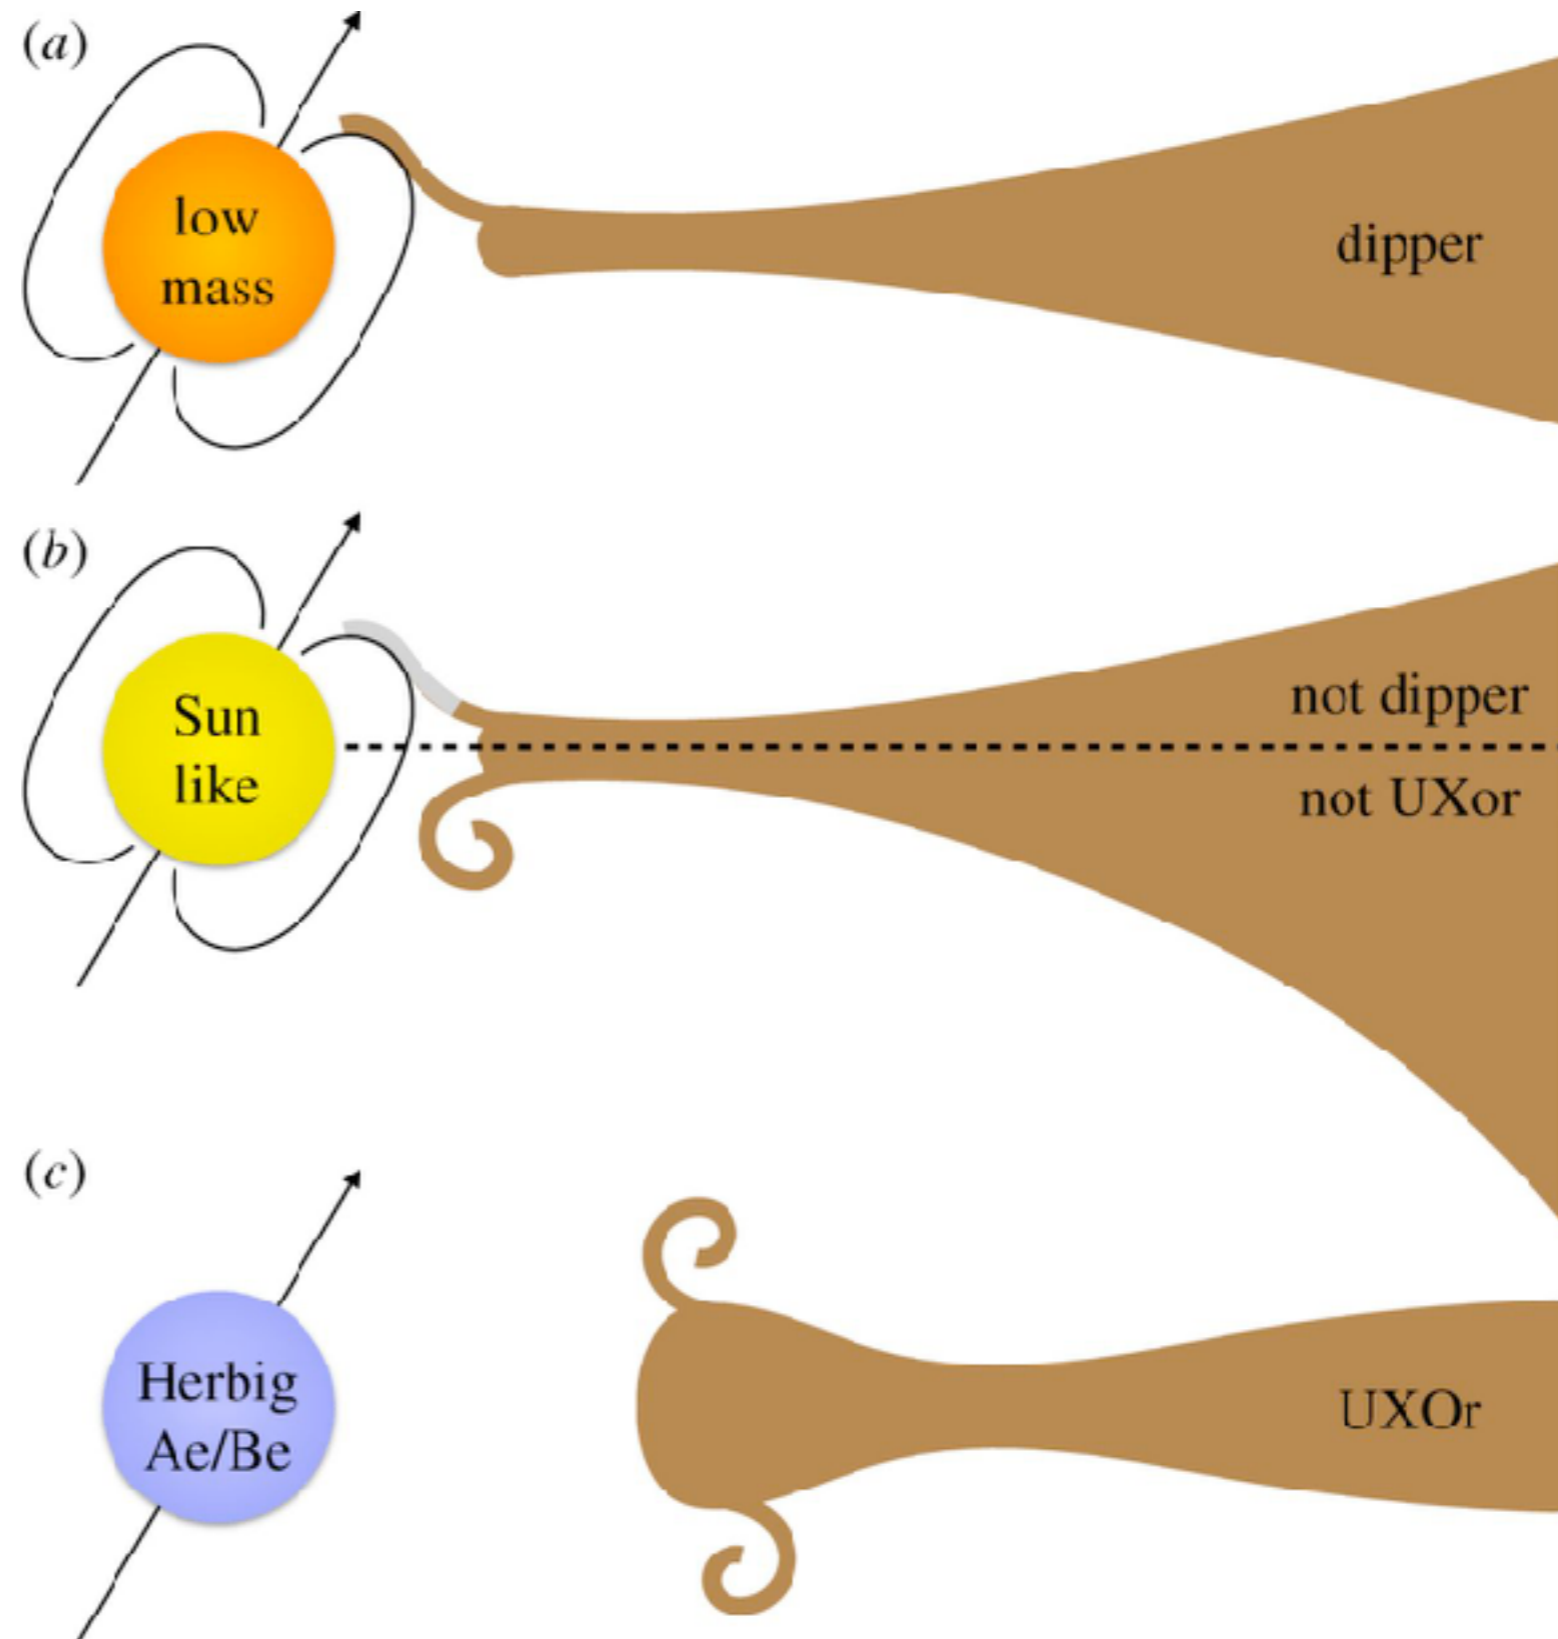 (a)
low
mass
dipper
(b)
Sun
like
not dipper
not UXor
(c)
Herbig
Ae/Be
UXOr